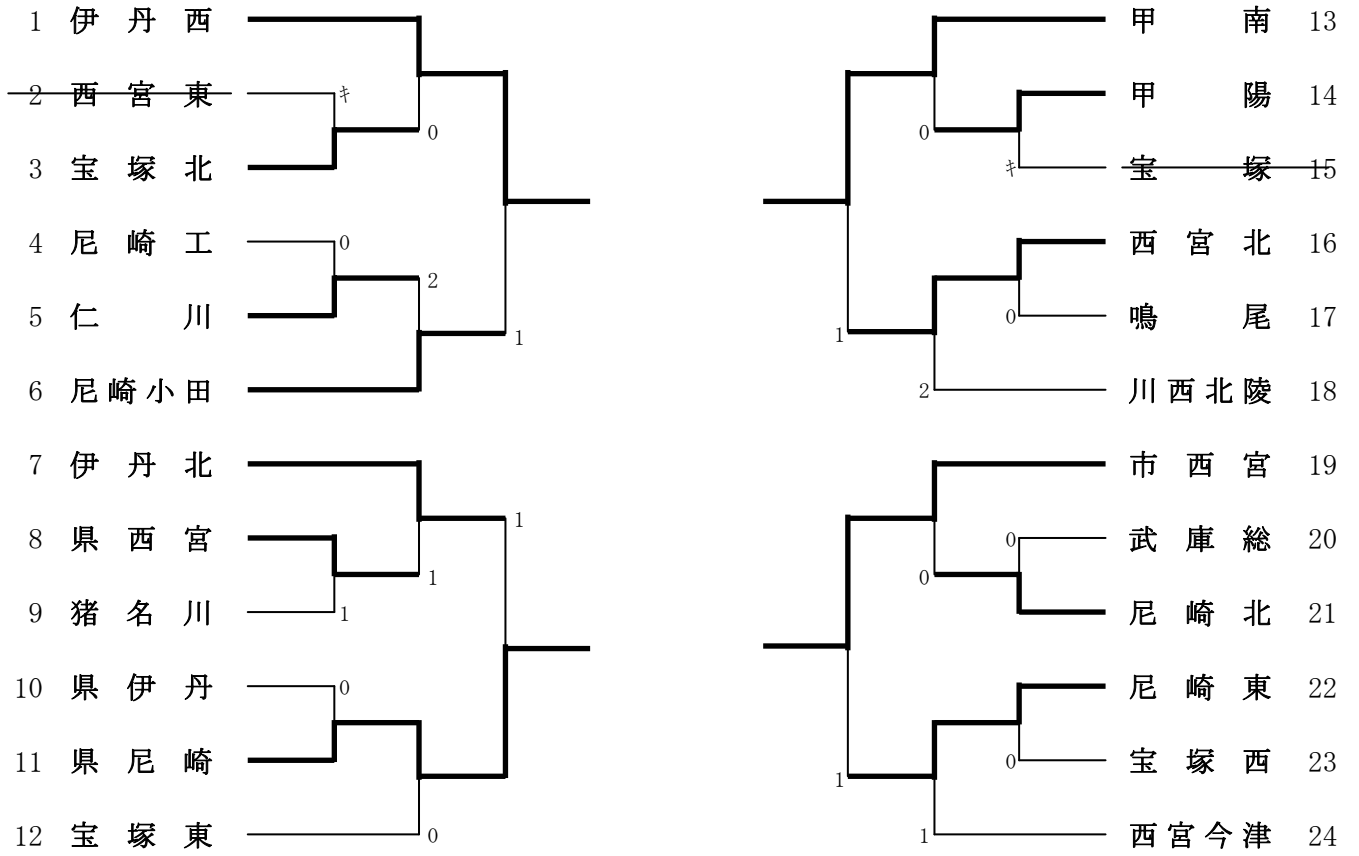 1 伊丹西
2 西宮東
キ
0
3 宝塚北
4 尼崎工
0
2
5 仁川
1
6 尼崎小田
7 伊丹北
1
8 県西宮
1
9 猪名川
1
10 県伊丹
0
11 県尼崎
12 宝塚東
0
甲南 13
甲陽 14
0
キ
宝塚 15
西宮北 16
0
鳴尾 17
1
2
川西北陵 18
市西宮 19
0
武庫総 20
0
尼崎北 21
尼崎東 22
0
宝塚西 23
1
1
西宮今津 24